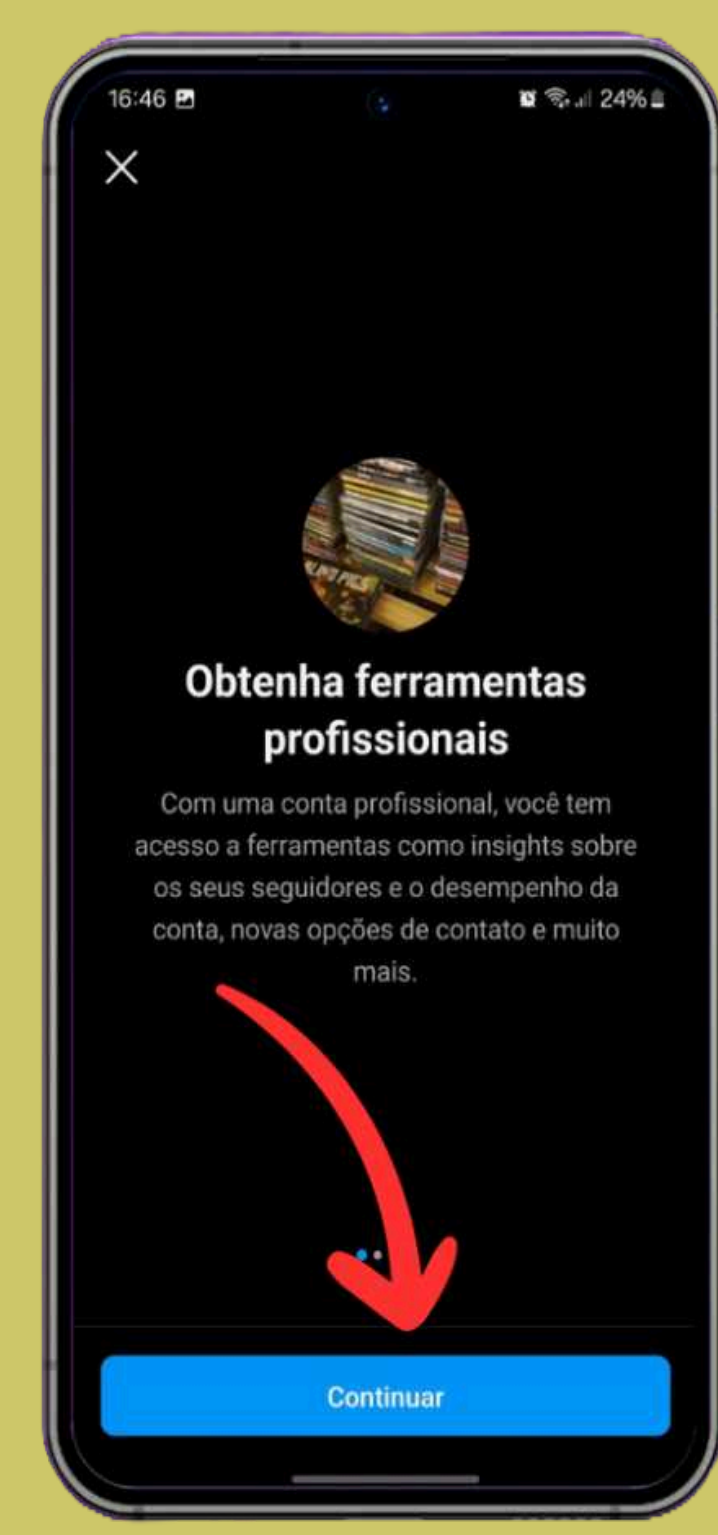 16:46
24%
Obtenha ferramentas
profissionais
Com uma conta profissional, você tem
acesso a ferramentas como insights sobre
os seus seguidores e o desempenho da
conta, novas opções de contato e muito
mais.
Continuar